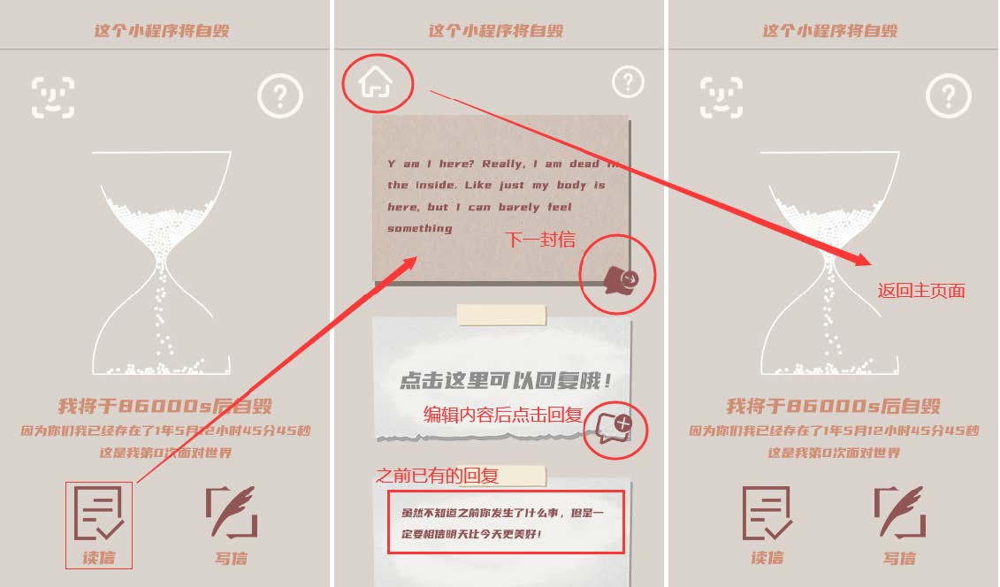 这个小程序将自毁
?
我将于86000s后自毁
因为你们我已经存在了1年5月12小时45分45秒
这是我第0次面对世界
读信
写信
这个小程序将自毁
?
Y am I here? Really, I am dead in
the inside. Like just my body is
here, but I can barely feel
something
下一封信
点击这里可以回复哦!
编辑内容后点击回复
之前已有的回复
虽然不知道之前你发生了什么事，但是一
定要相信明天比今天更美好!
这个小程序将自毁
?
返回主页面
我将于86000s后自毁
因为你们我已经存在了1年5月12小时45分45秒
这是我第0次面对世界
读信
写信